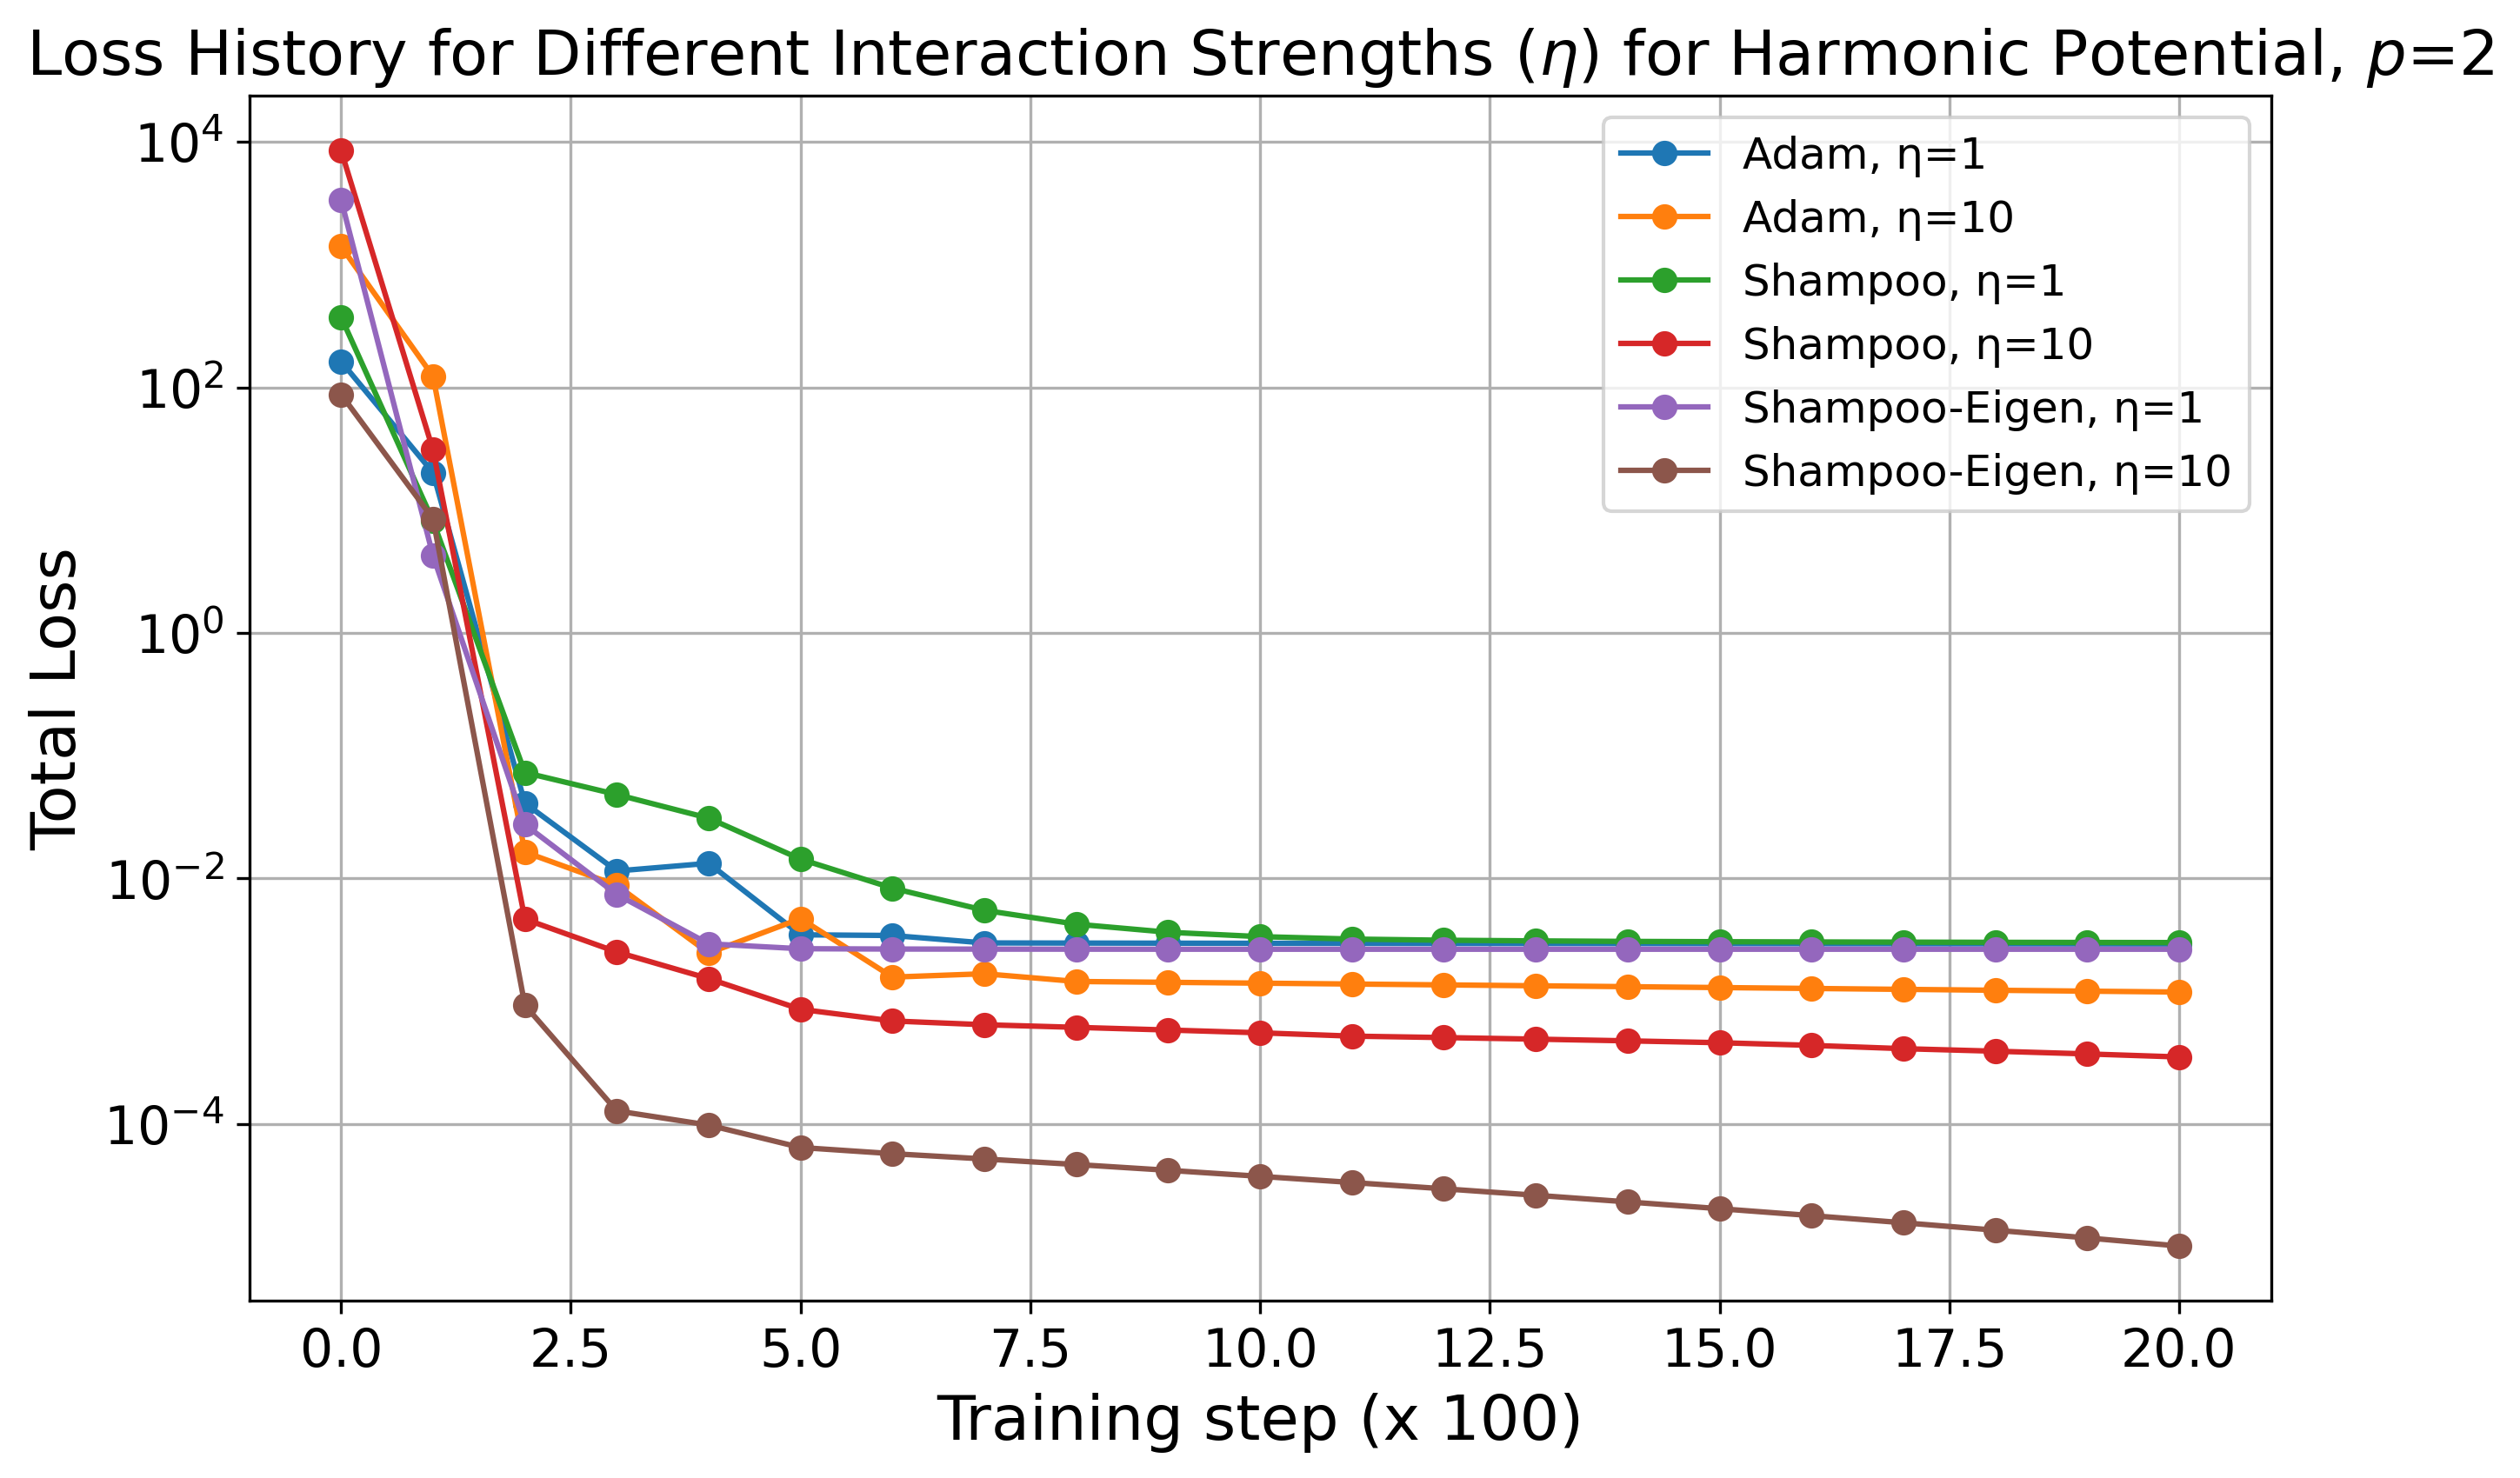 Loss History for Different Interaction Strengths (η) for Harmonic Potential, p=2
Total Loss
10⁴
10²
10⁰
10⁻²
10⁻⁴
Adam, η=1
Adam, η=10
Shampoo, η=1
Shampoo, η=10
Shampoo-Eigen, η=1
Shampoo-Eigen, η=10
0.0 2.5 5.0 7.5 10.0 12.5 15.0 17.5 20.0
Training step (x 100)